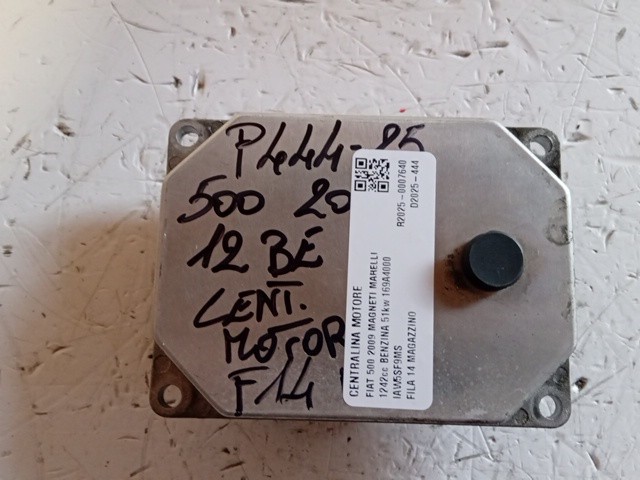 P444-25
500 20
12 BE
CENT.
MOTOR
F14
CENTRALINA MOTORE
FIAT 500 2009 MAGNETI MARELLI
1242cc BENZINA 51kw 169A4000
IAW5SF9MS
FILA 14 MAGAZZINO
R2025-0007640
D2025-444